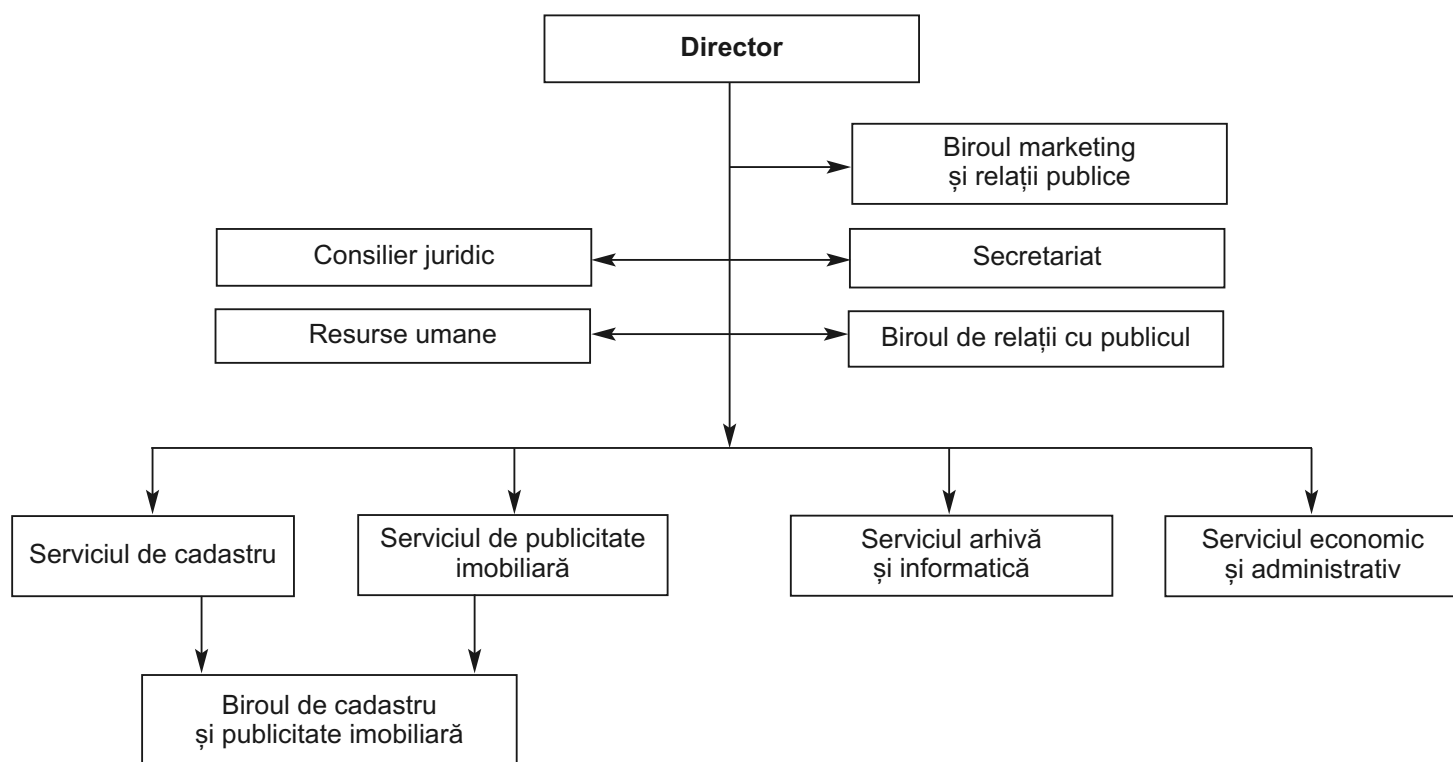 Director
Biroul marketing
și relații publice
Consilier juridic
Secretariat
Resurse umane
Biroul de relații cu publicul
Serviciul de cadastru
Serviciul de publicitate
imobiliară
Serviciul arhivă
și informatică
Serviciul economic
și administrativ
Biroul de cadastru
și publicitate imobiliară